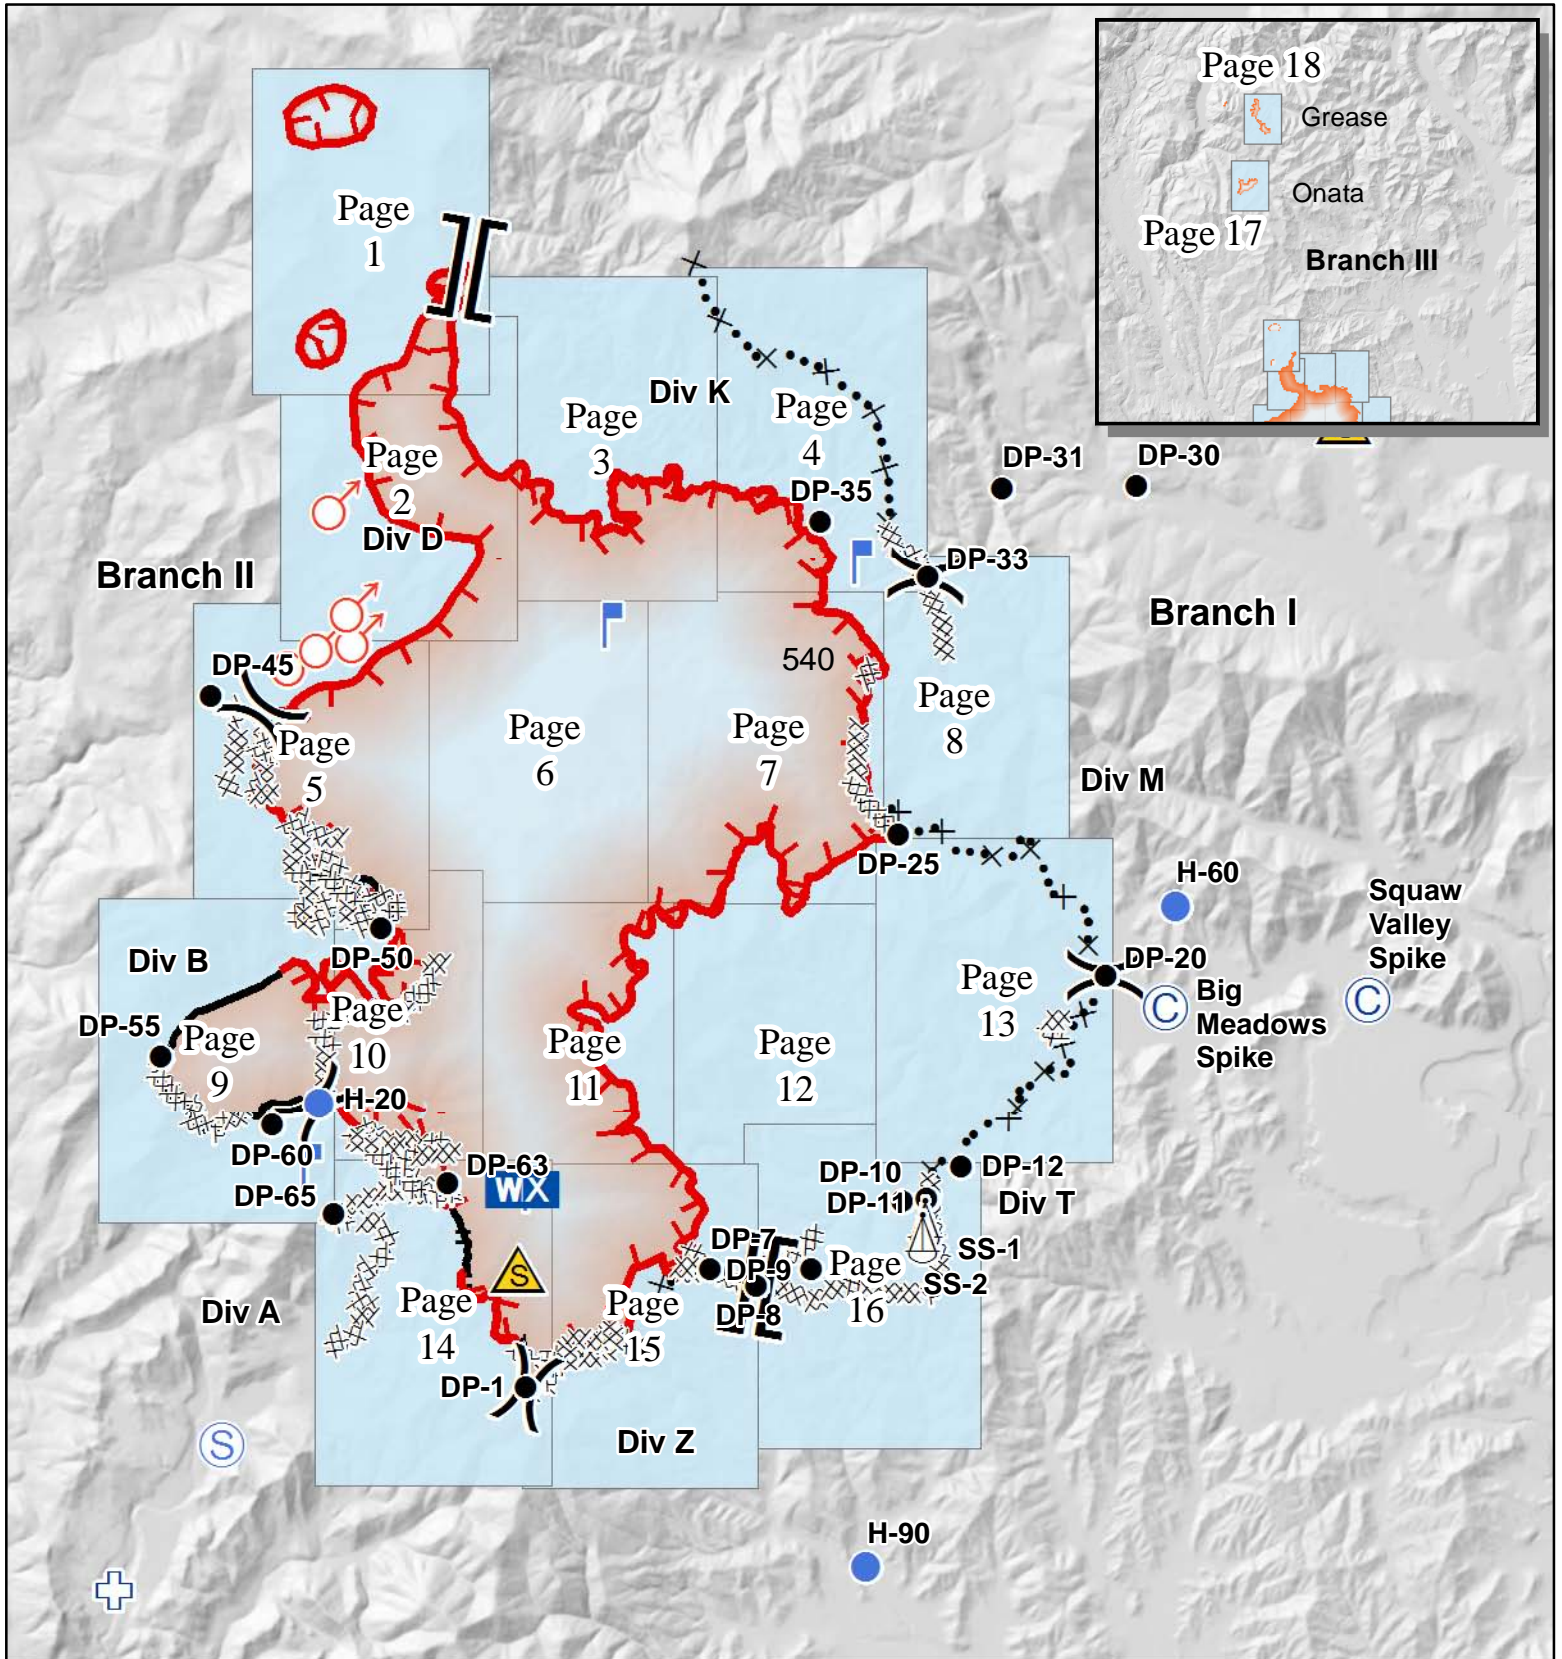 Page 18
Grease
Onata
Page 17
Branch III
Page
1
Div K
Page
3
Page
4
DP-35
DP-31
DP-30
Page
2
Div D
DP-33
Branch II
Branch I
DP-45
540
Page
5
Page
6
Page
7
Page
8
Div M
DP-25
H-60
Squaw
Valley
Spike
C
Div B
DP-50
DP-20
C
Big
Meadows
Spike
Page
13
DP-55
Page
9
Page
10
Page
11
Page
12
H-20
DP-60
DP-63
WX
DP-65
DP-10
DP-11
DP-12
Div T
SS-1
SS-2
DP-7
DP-9
DP-8
Page
16
S
Div A
Page
14
Page
15
DP-1
Div Z
S
H-90